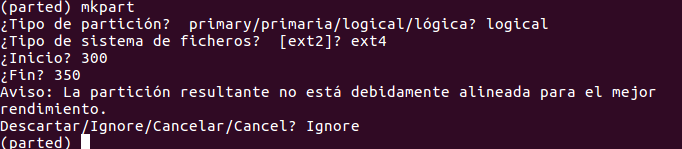 (parted) mkpart
¿Tipo de partición?  primary/primaria/logical/lógica? logical
¿Tipo de sistema de ficheros?  [ext2]? ext4
¿Inicio? 300
¿Fin? 350
Aviso: La partición resultante no está debidamente alineada para el mejor
rendimiento.
Descartar/Ignore/Cancelar/Cancel? Ignore
(parted)